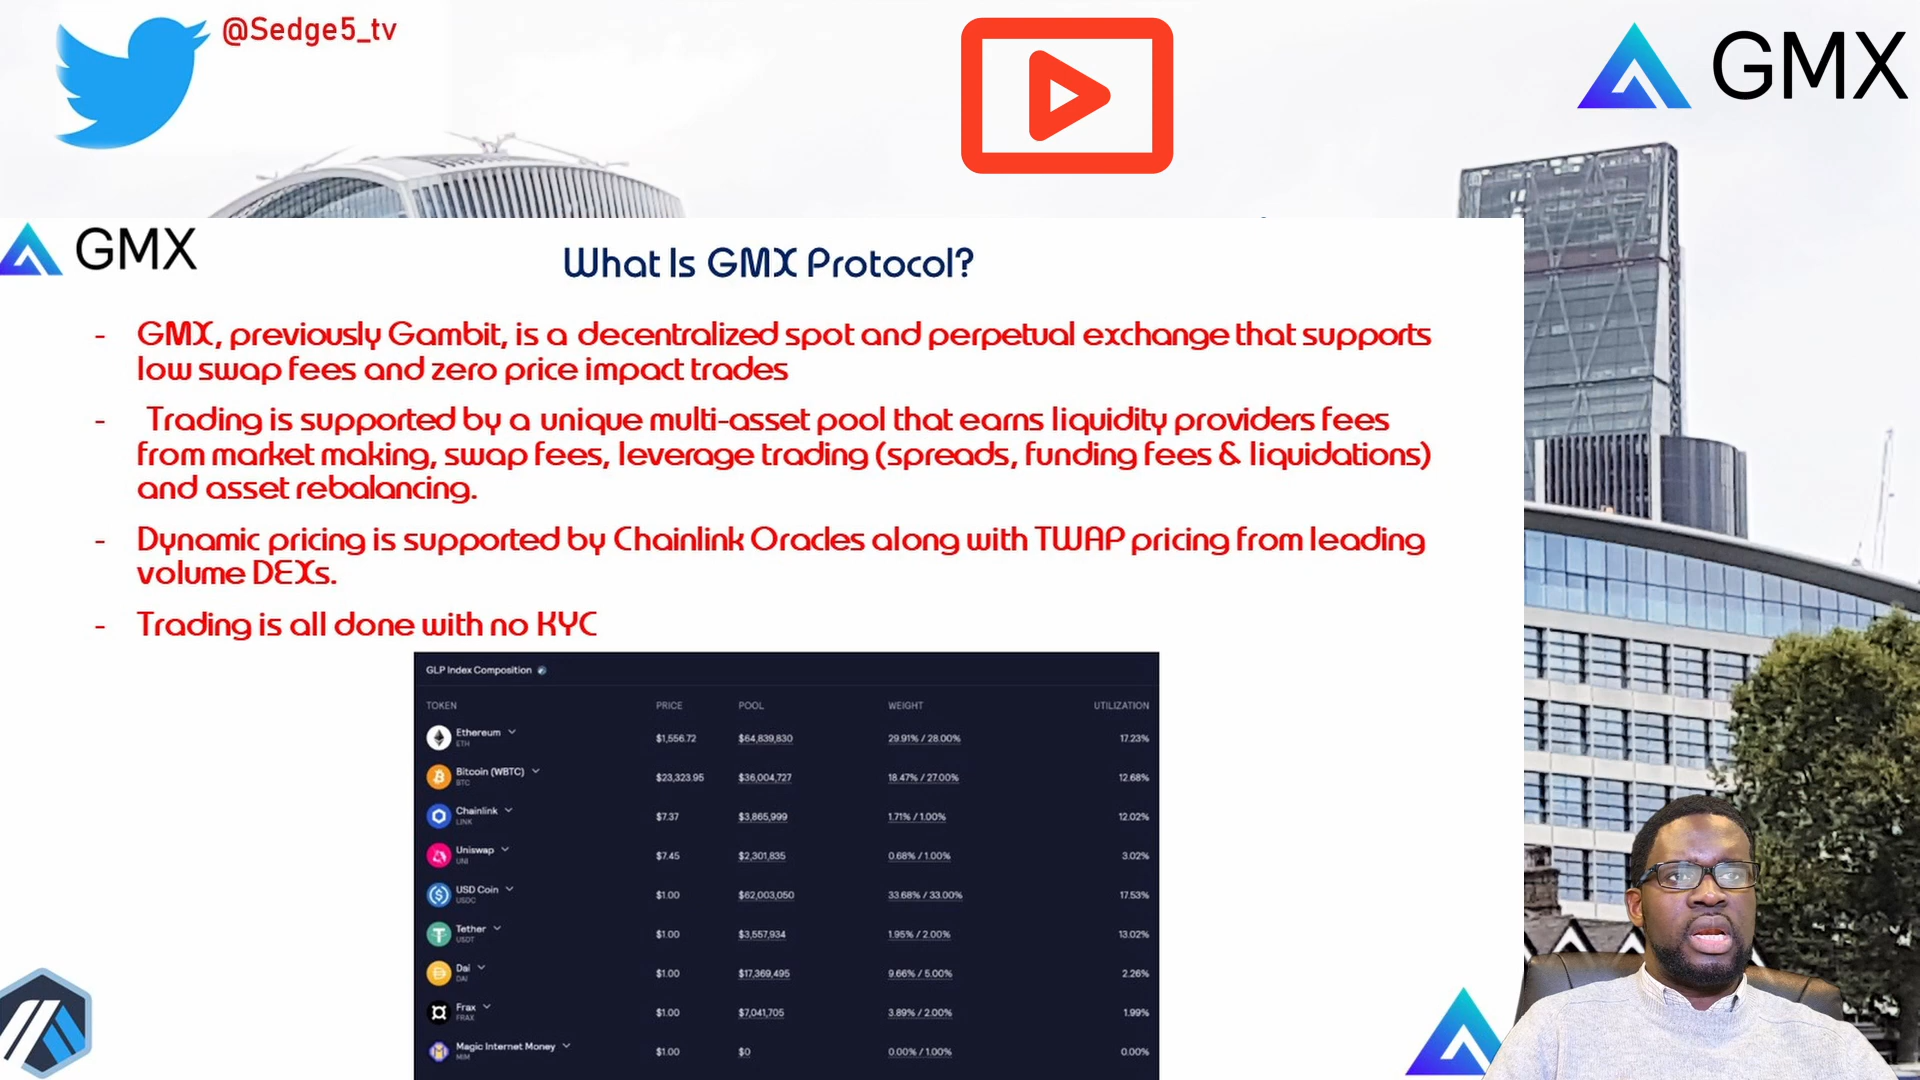 @Sedge5_tv
GMX
GMX
What Is GMX Protocol?
- GMX, previously Gambit, is a decentralized spot and perpetual exchange that supports
low swap fees and zero price impact trades
- Trading is supported by a unique multi-asset pool that earns liquidity providers fees
from market making, swap fees, leverage trading (spreads, funding fees & liquidations)
and asset rebalancing.
- Dynamic pricing is supported by Chainlink Oracles along with TWAP pricing from leading
volume DEXs.
- Trading is all done with no KYC
GLP Index Composition
TOKEN PRICE POOL WEIGHT UTILIZATION
Ethereum $1,556.72 $64,839,830 29.91% / 28.00% 17.23%
ETH
Bitcoin (WBTC) $23,323.95 $36,004,727 18.47% / 27.00% 12.68%
BTC
Chainlink $7.37 $3,865,999 1.71% / 1.00% 12.02%
LINK
Uniswap $7.45 $2,301,835 0.68% / 1.00% 3.02%
UNI
USD Coin $1.00 $62,003,050 33.68% / 33.00% 17.53%
USDC
Tether $1.00 $3,557,934 1.95% / 2.00% 13.02%
USDT
Dai $1.00 $17,369,495 9.66% / 5.00% 2.26%
DAI
Frax $1.00 $7,041,705 3.89% / 2.00% 1.99%
FRAX
Magic Internet Money $1.00 $0 0.00% / 1.00% 0.00%
MIM